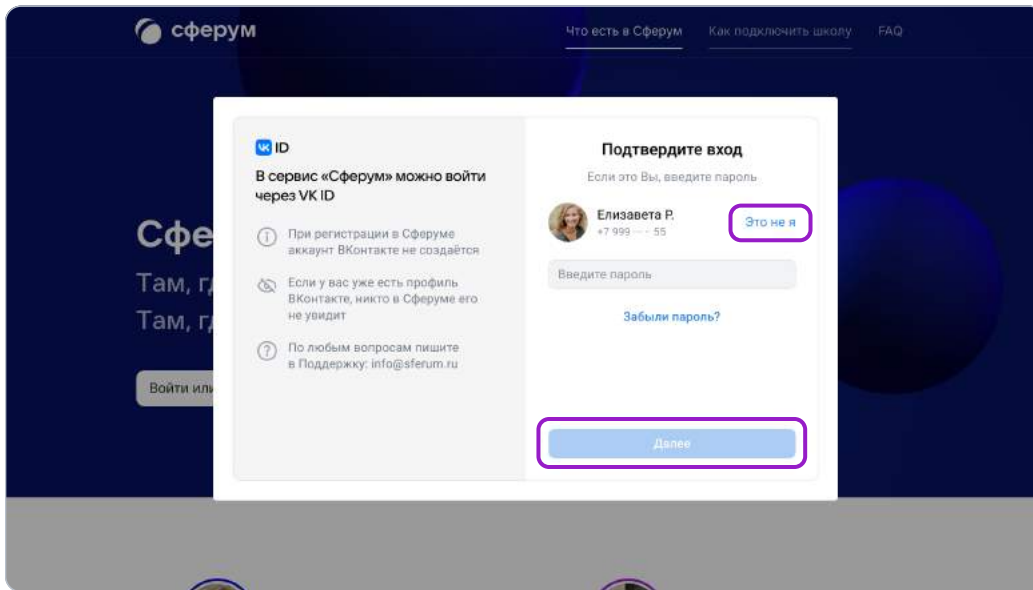 сферум
Что есть в Сферум
Как подключить школу
FAQ
VK ID
В сервис «Сферум» можно войти
через VK ID
При регистрации в Сферуме
аккаунт ВКонтакте не создаётся
Если у вас уже есть профиль
ВКонтакте, никто в Сферуме его
не увидит
По любым вопросам пишите
в Поддержку: info@sferum.ru
Подтвердите вход
Если это Вы, введите пароль
Елизавета Р.
+7 999 ··· ·· 55
Это не я
Введите пароль
Забыли пароль?
Далее
Сфе
Там, г
Там, г
Войти или